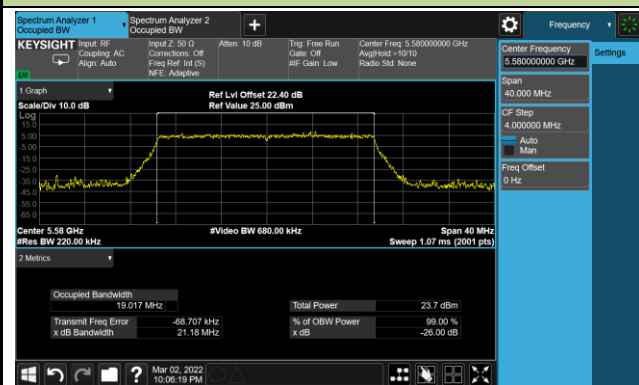 Spectrum Analyzer 1
Occupied BW
Spectrum Analyzer 2
Occupied BW
+
Frequency
KEYSIGHT
Input: RF
Coupling: AC
Align: Auto
Input Z: 50 Ω
Corrections: Off
Freq Ref: Int (S)
NFE: Adaptive
Atten: 10 dB
Trig: Free Run
Gate: Off
#IF Gain: Low
Center Freq: 5.580000000 GHz
Avg|Hold:>10/10
Radio Std: None
Center Frequency
5.580000000 GHz
Settings
Span
40.000 MHz
CF Step
4.000000 MHz
Auto
Man
Freq Offset
0 Hz
1 Graph
Scale/Div 10.0 dB
Ref Lvl Offset 22.40 dB
Ref Value 25.00 dBm
Log
15.0
5.00
-5.00
-15.0
-25.0
-35.0
-45.0
-55.0
-65.0
Center 5.58 GHz
#Res BW 220.00 kHz
#Video BW 680.00 kHz
Span 40 MHz
Sweep 1.07 ms (2001 pts)
2 Metrics
Occupied Bandwidth
19.017 MHz
Total Power 23.7 dBm
Transmit Freq Error -68.707 kHz
% of OBW Power 99.00 %
x dB Bandwidth 21.18 MHz
x dB -26.00 dB
?
Mar 02, 2022
10:06:19 PM